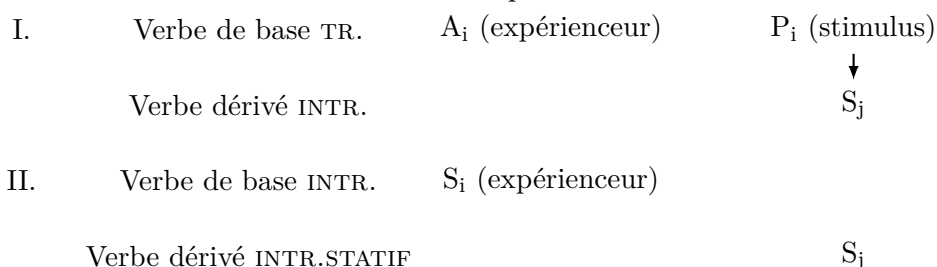 I. Verbe de base TR. Aᵢ (expérienceur) Pᵢ (stimulus)
Verbe dérivé INTR. Sⱼ
II. Verbe de base INTR. Sᵢ (expérienceur)
Verbe dérivé INTR.STATIF Sⱼ